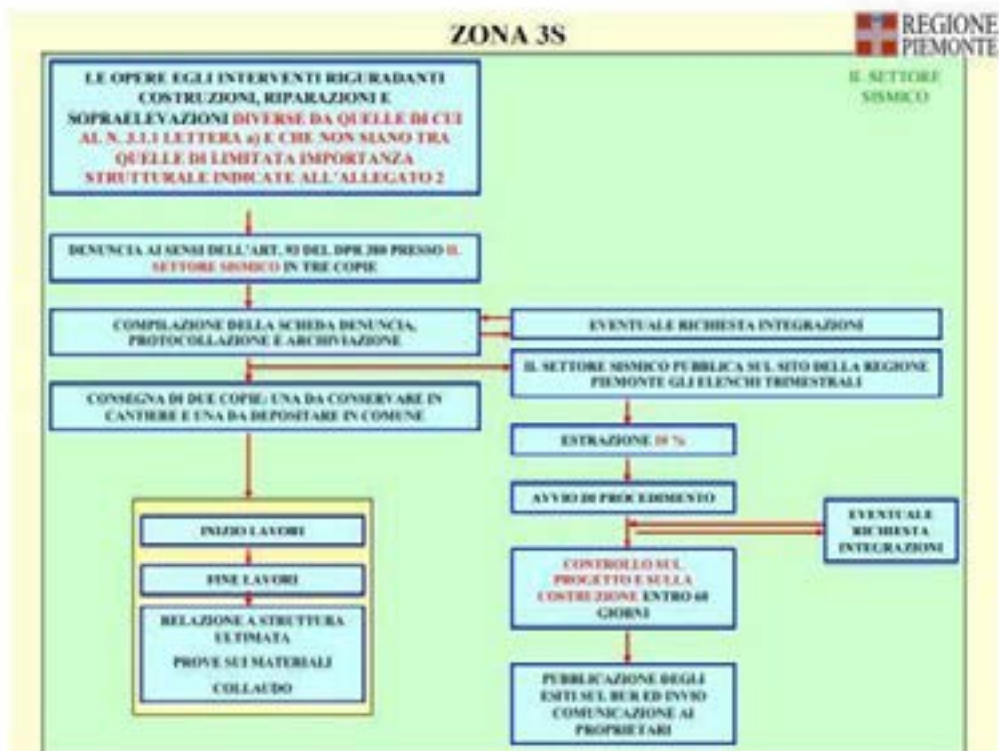 ZONA 3S
REGIONE
PIEMONTE
IL SETTORE
SISMICO
LE OPERE EGLI INTERVENTI RIGURADANTI
COSTRUZIONI, RIPARAZIONI E
SOPRAELEVAZIONI DIVERSE DA QUELLE DI CUI
AL N. 3.1.1 LETTERA a) E CHE NON SIANO TRA
QUELLE DI LIMITATA IMPORTANZA
STRUTTURALE INDICATE ALL'ALLEGATO 2
DENUNCIA AI SENSI DELL'ART. 93 DEL DPR 380 PRESSO IL
SETTORE SISMICO IN TRE COPIE
COMPILAZIONE DELLA SCHEDA DENUNCIA,
PROTOCOLLAZIONE E ARCHIVIAZIONE
EVENTUALE RICHIESTA INTEGRAZIONI
IL SETTORE SISMICO PUBBLICA SUL SITO DELLA REGIONE
PIEMONTE GLI ELENCHI TRIMESTRALI
CONSEGNA DI DUE COPIE: UNA DA CONSERVARE IN
CANTIERE E UNA DA DEPOSITARE IN COMUNE
ESTRAZIONE 10 %
AVVIO DI PROCEDIMENTO
EVENTUALE
RICHIESTA
INTEGRAZIONI
INIZIO LAVORI
FINE LAVORI
RELAZIONE A STRUTTURA
ULTIMATA
PROVE SUI MATERIALI
COLLAUDO
CONTROLLO SUL
PROGETTO E SULLA
COSTRUZIONE ENTRO 60
GIORNI
PUBBLICAZIONE DEGLI
ESITI SUL BUR ED INVIO
COMUNICAZIONE AI
PROPRIETARI